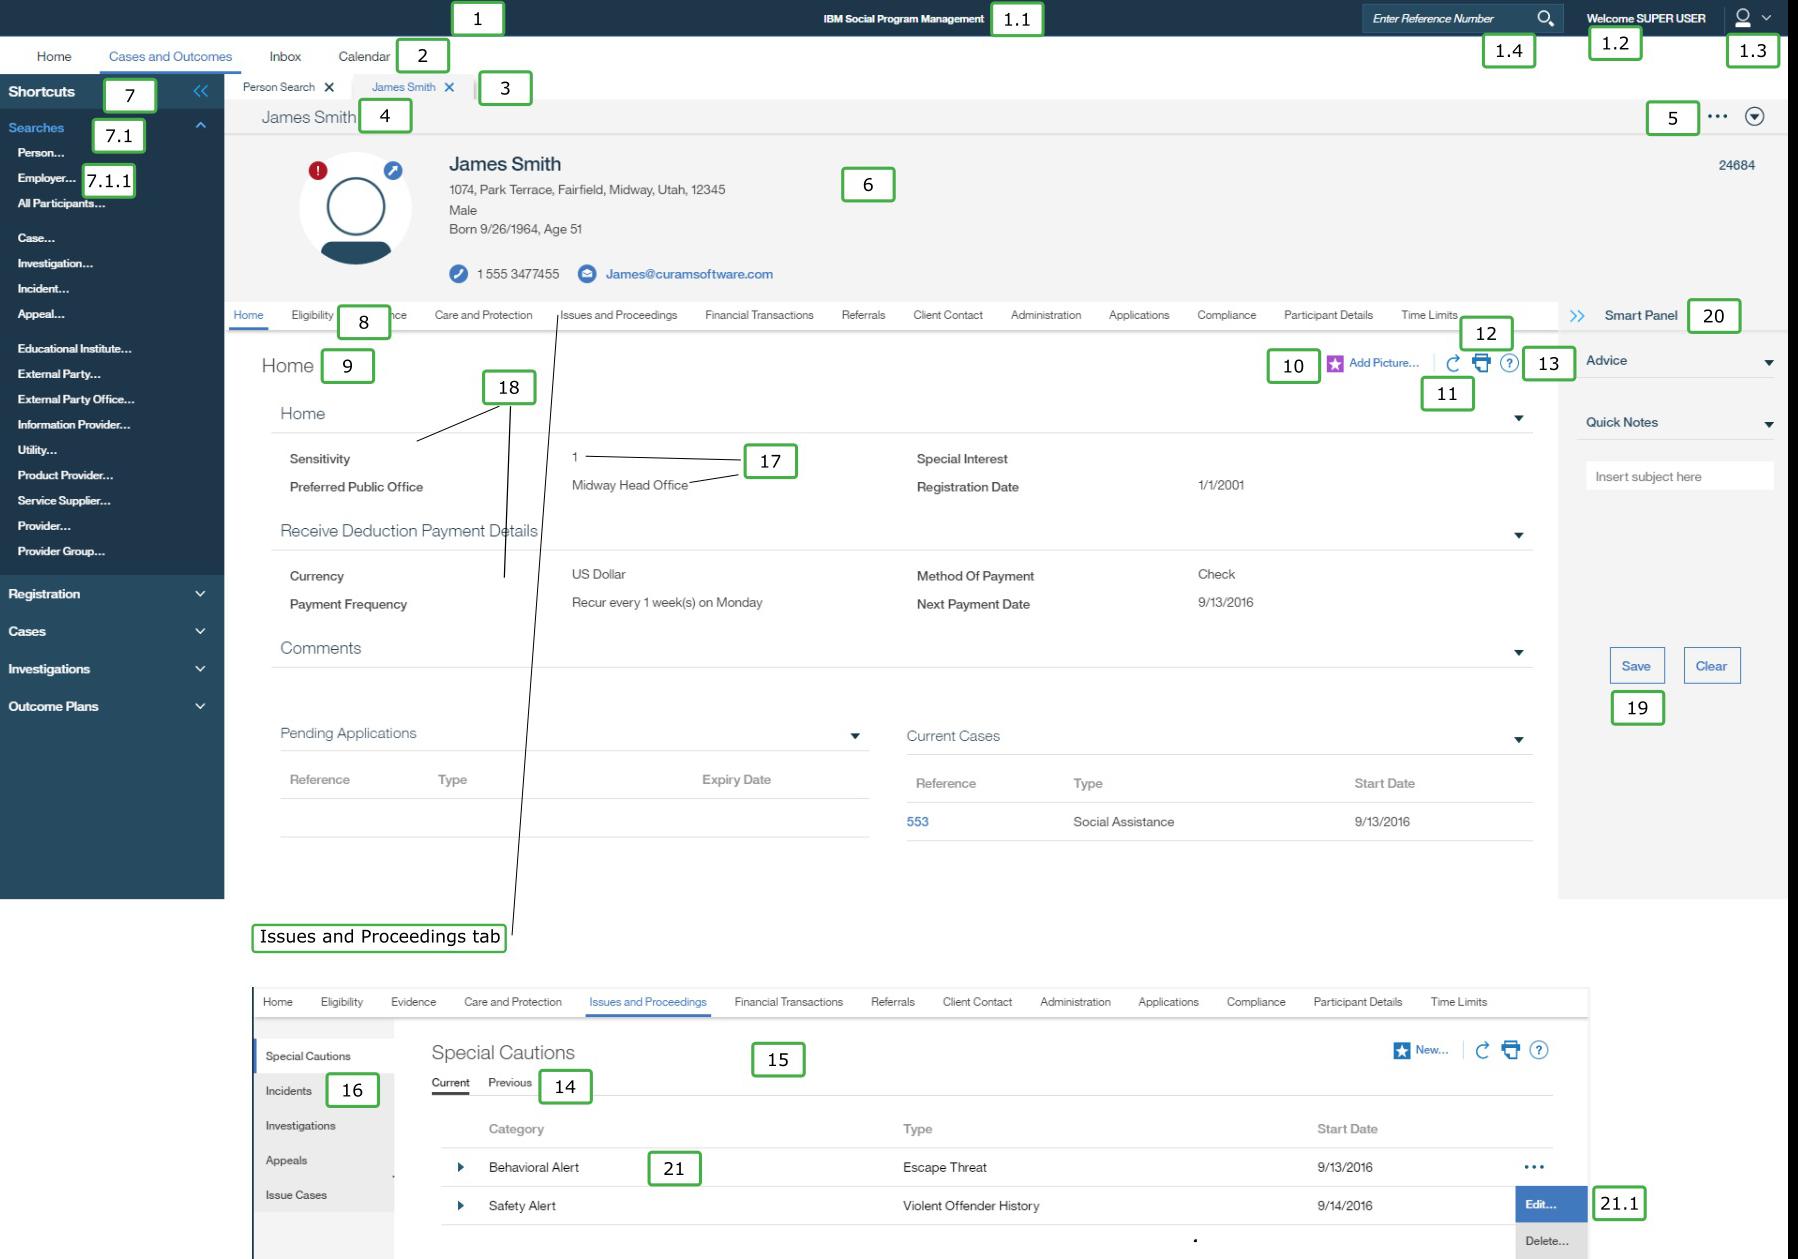 1
IBM Social Program Management
1.1
Enter Reference Number
Welcome SUPER USER
1.4
1.2
1.3
Home
Cases and Outcomes
Inbox
Calendar
2
Shortcuts
7
Person Search
James Smith
3
James Smith
4
5
Searches
7.1
Person...
Employer...
7.1.1
All Participants...
Case...
Investigation...
Incident...
Appeal...
Educational Institute...
External Party...
External Party Office...
Information Provider...
Utility...
Product Provider...
Service Supplier...
Provider...
Provider Group...
Registration
Cases
Investigations
Outcome Plans
James Smith
6
24684
1074, Park Terrace, Fairfield, Midway, Utah, 12345
Male
Born 9/26/1964, Age 51
1 555 3477455
James@curamsoftware.com
Home
Eligibility
8
nce
Care and Protection
Issues and Proceedings
Financial Transactions
Referrals
Client Contact
Administration
Applications
Compliance
Participant Details
Time Limits
Smart Panel
20
12
Home
9
10
Add Picture...
13
11
Advice
18
Home
Quick Notes
Sensitivity
1
17
Special Interest
Preferred Public Office
Midway Head Office
Registration Date
1/1/2001
Insert subject here
Receive Deduction Payment Details
Currency
US Dollar
Method Of Payment
Check
Payment Frequency
Recur every 1 week(s) on Monday
Next Payment Date
9/13/2016
Comments
Save
Clear
19
Pending Applications
Current Cases
Reference
Type
Expiry Date
Reference
Type
Start Date
553
Social Assistance
9/13/2016
Issues and Proceedings tab
Home
Eligibility
Evidence
Care and Protection
Issues and Proceedings
Financial Transactions
Referrals
Client Contact
Administration
Applications
Compliance
Participant Details
Time Limits
Special Cautions
Incidents
16
Investigations
Appeals
Issue Cases
Special Cautions
15
New...
Current
Previous
14
Category
Type
Start Date
Behavioral Alert
21
Escape Threat
9/13/2016
Safety Alert
Violent Offender History
9/14/2016
Edit...
21.1
Delete...